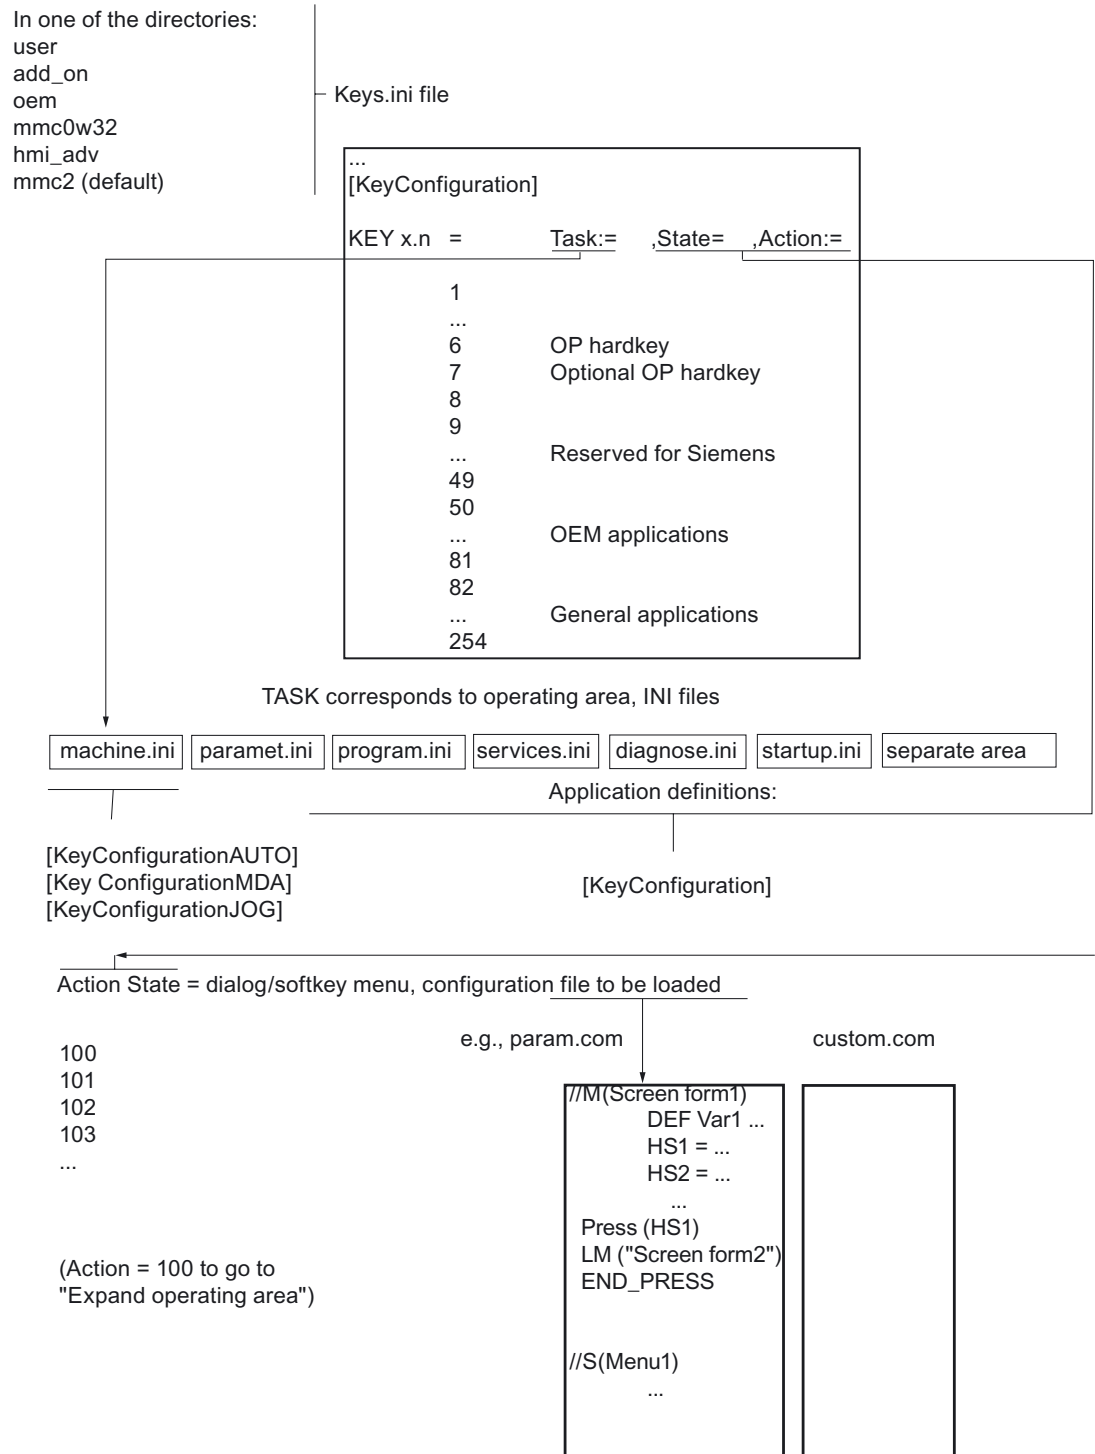 In one of the directories:
user
add_on
oem
mmc0w32
hmi_adv
mmc2 (default)
Keys.ini file
...
[KeyConfiguration]
KEY x.n = Task:= ,State= ,Action:=
1
...
6 OP hardkey
7 Optional OP hardkey
8
9
... Reserved for Siemens
49
50
... OEM applications
81
82
... General applications
254
TASK corresponds to operating area, INI files
machine.ini paramet.ini program.ini services.ini diagnose.ini startup.ini separate area
Application definitions:
[KeyConfigurationAUTO]
[Key ConfigurationMDA]
[KeyConfigurationJOG]
[KeyConfiguration]
Action State = dialog/softkey menu, configuration file to be loaded
e.g., param.com custom.com
100
101
102
103
...
(Action = 100 to go to
"Expand operating area")
//M(Screen form1)
DEF Var1 ...
HS1 = ...
HS2 = ...
...
Press (HS1)
LM ("Screen form2")
END_PRESS
//S(Menu1)
...